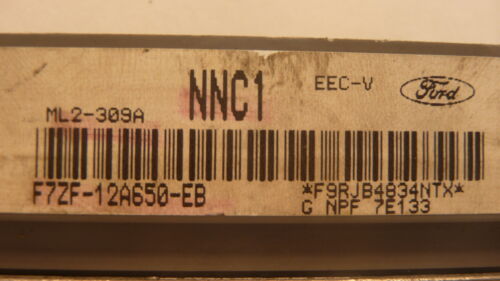 NNC1 EEC-V Ford
ML2-309A
F7ZF-12A650-EB *F9RJB4834NTX*
G NPF 7E133